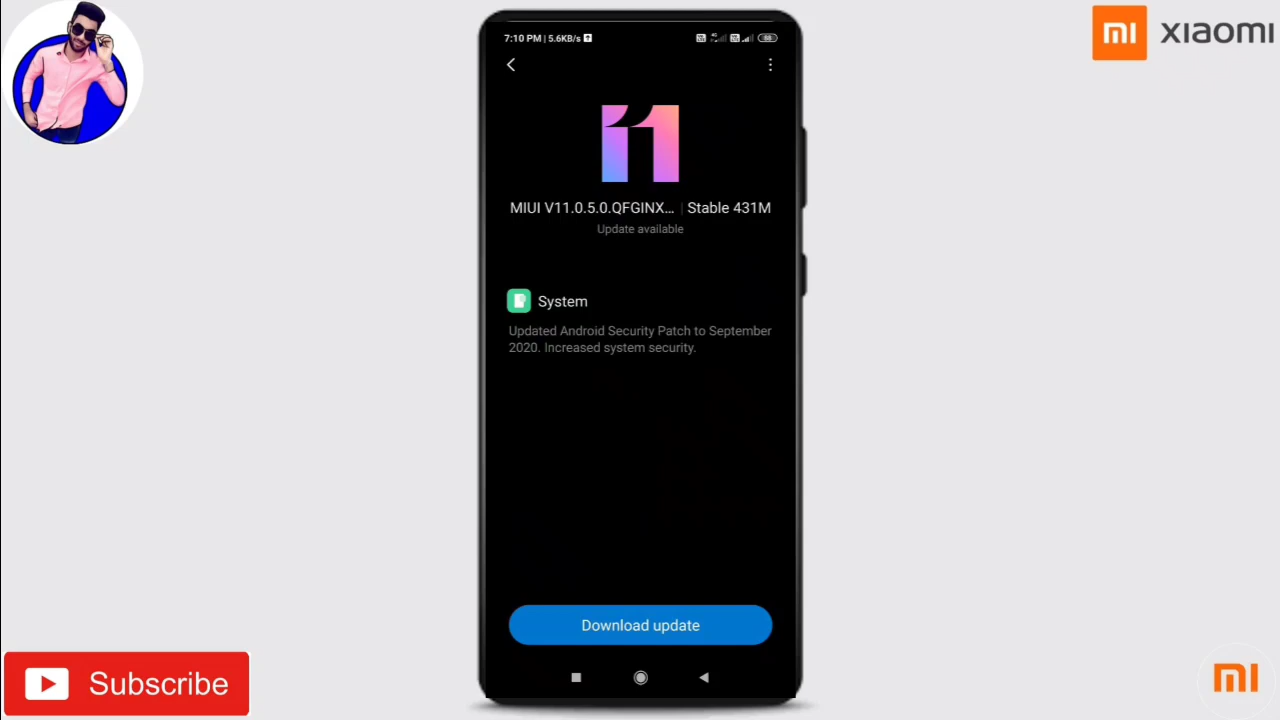 mi xiaomi
7:10 PM | 5.6KB/s
11
MIUI V11.0.5.0.QFGINX... | Stable 431M
Update available
System
Updated Android Security Patch to September
2020. Increased system security.
Download update
Subscribe
mi